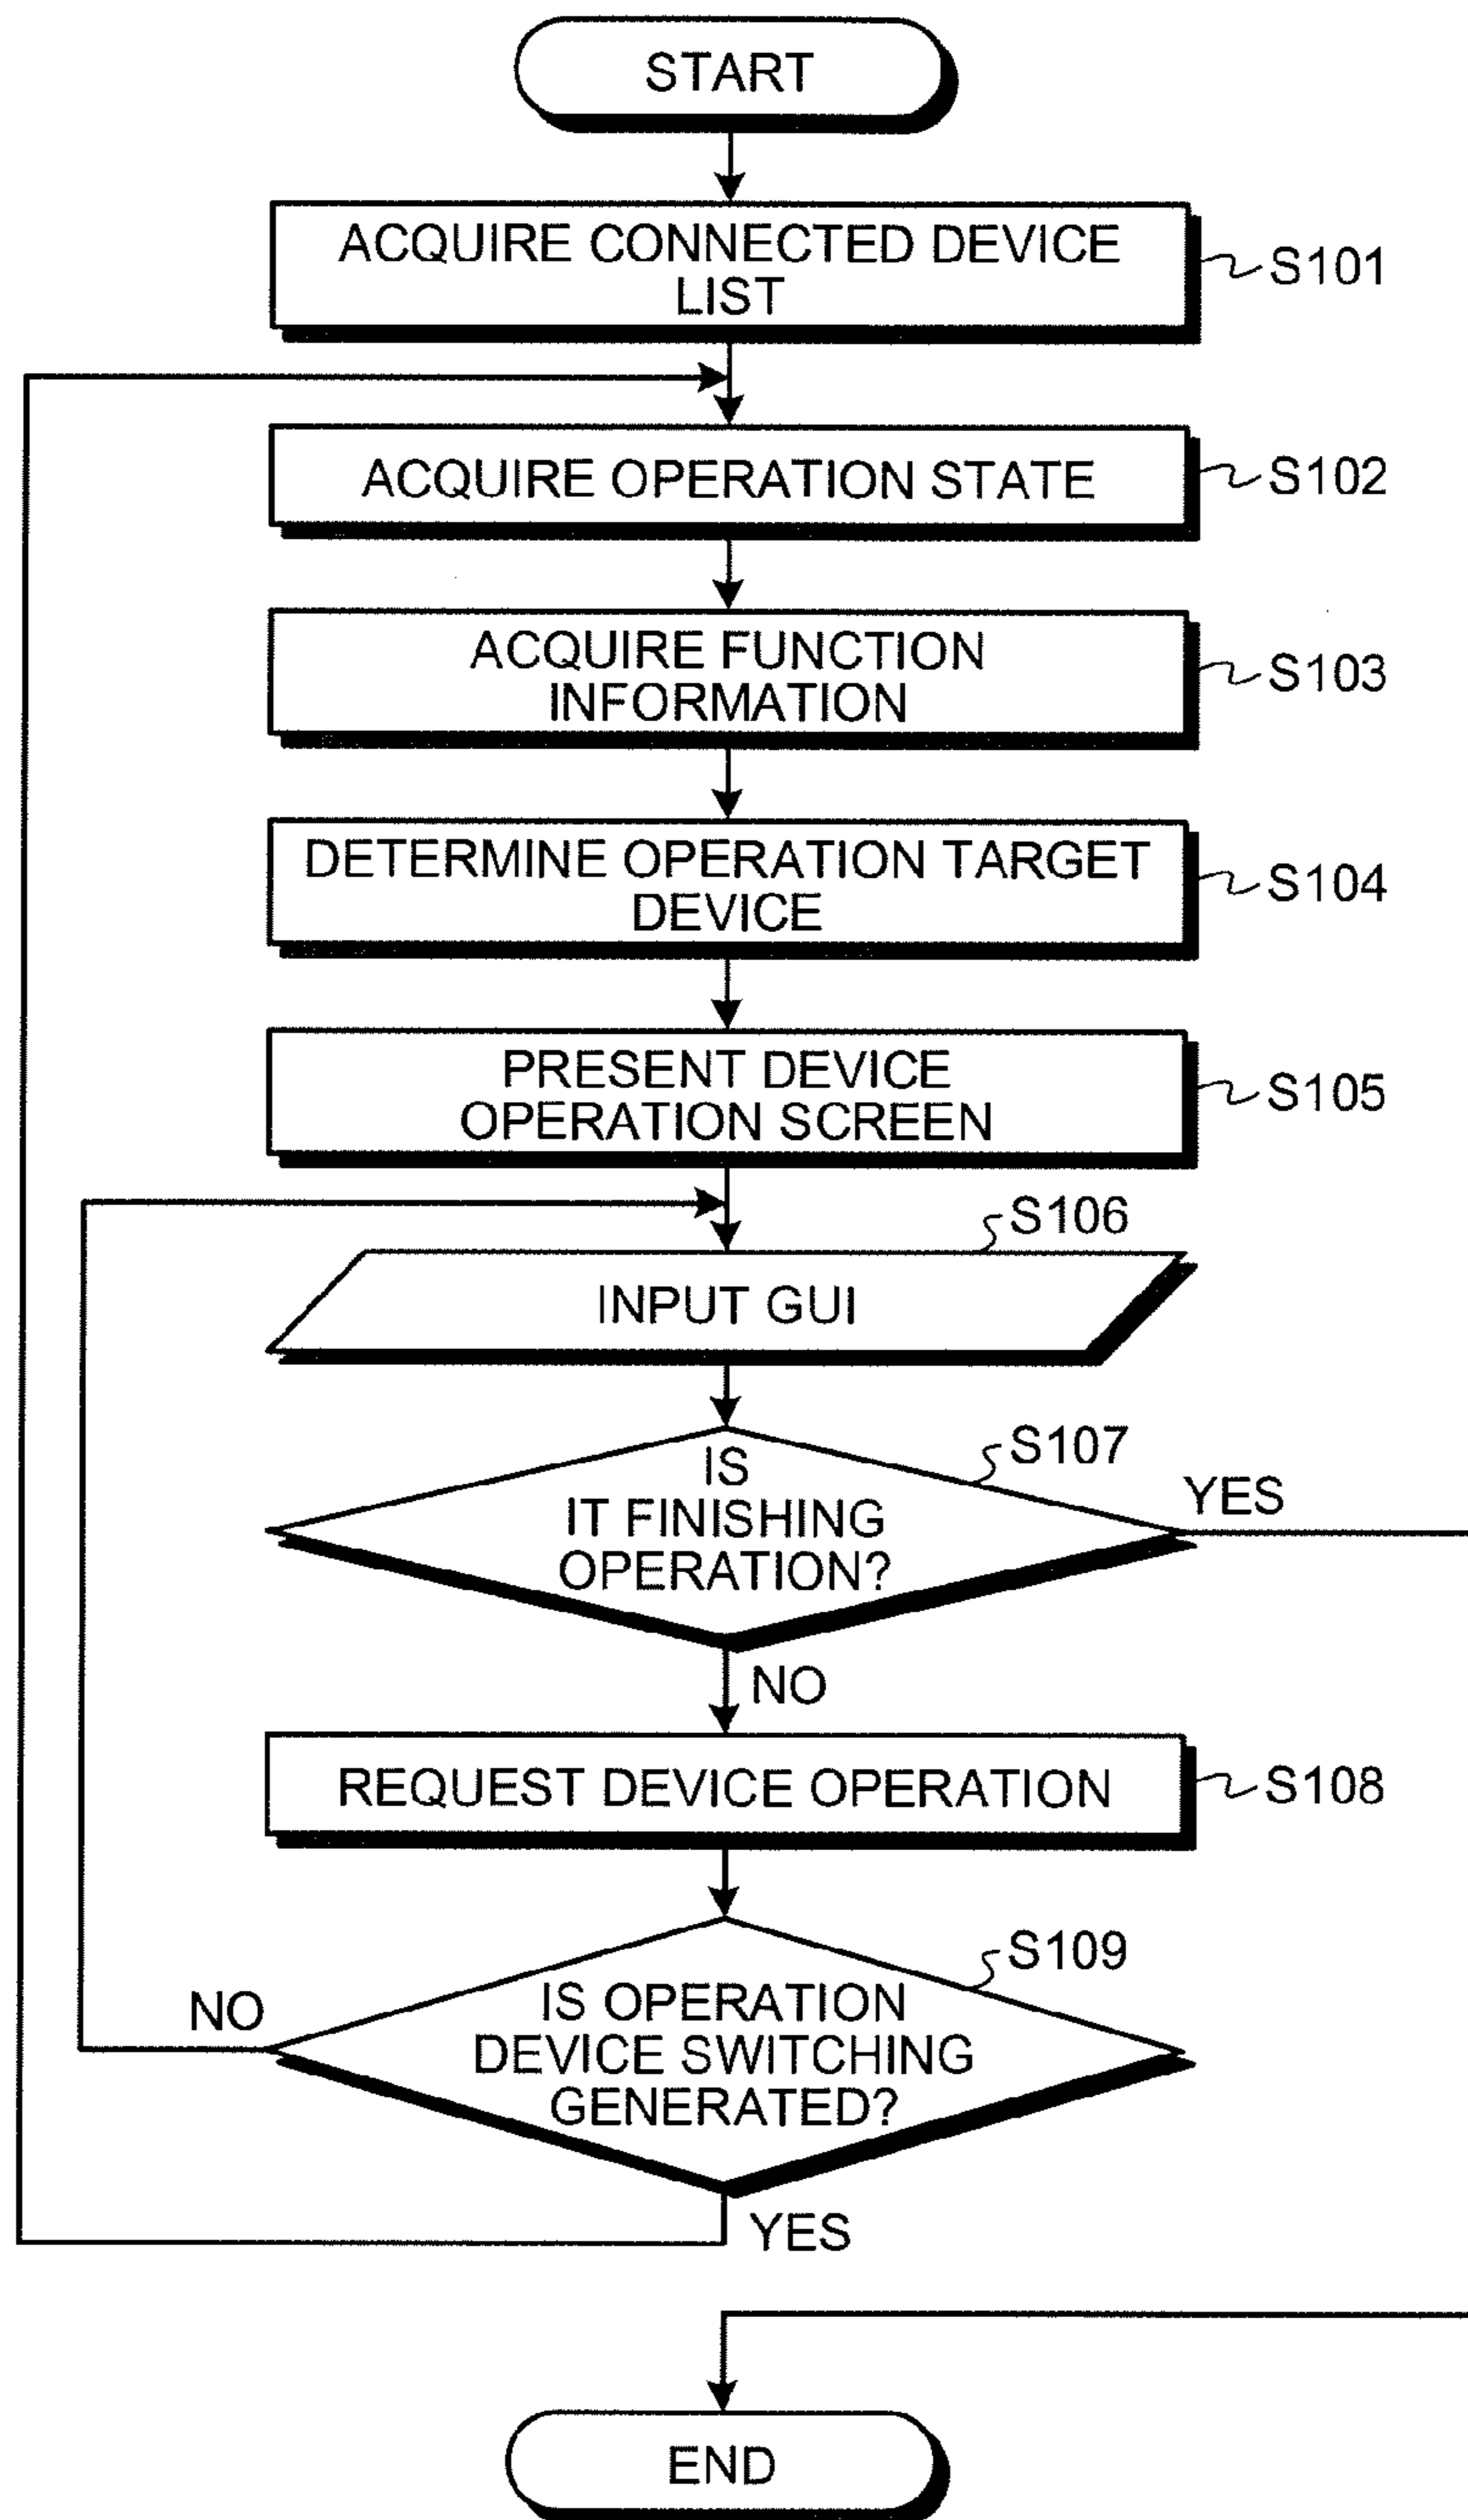 START
ACQUIRE CONNECTED DEVICE
LIST
S101
ACQUIRE OPERATION STATE
S102
ACQUIRE FUNCTION
INFORMATION
S103
DETERMINE OPERATION TARGET
DEVICE
S104
PRESENT DEVICE
OPERATION SCREEN
S105
S106
INPUT GUI
S107
IS
IT FINISHING
OPERATION?
YES
NO
REQUEST DEVICE OPERATION
S108
S109
IS OPERATION
DEVICE SWITCHING
GENERATED?
NO
YES
END